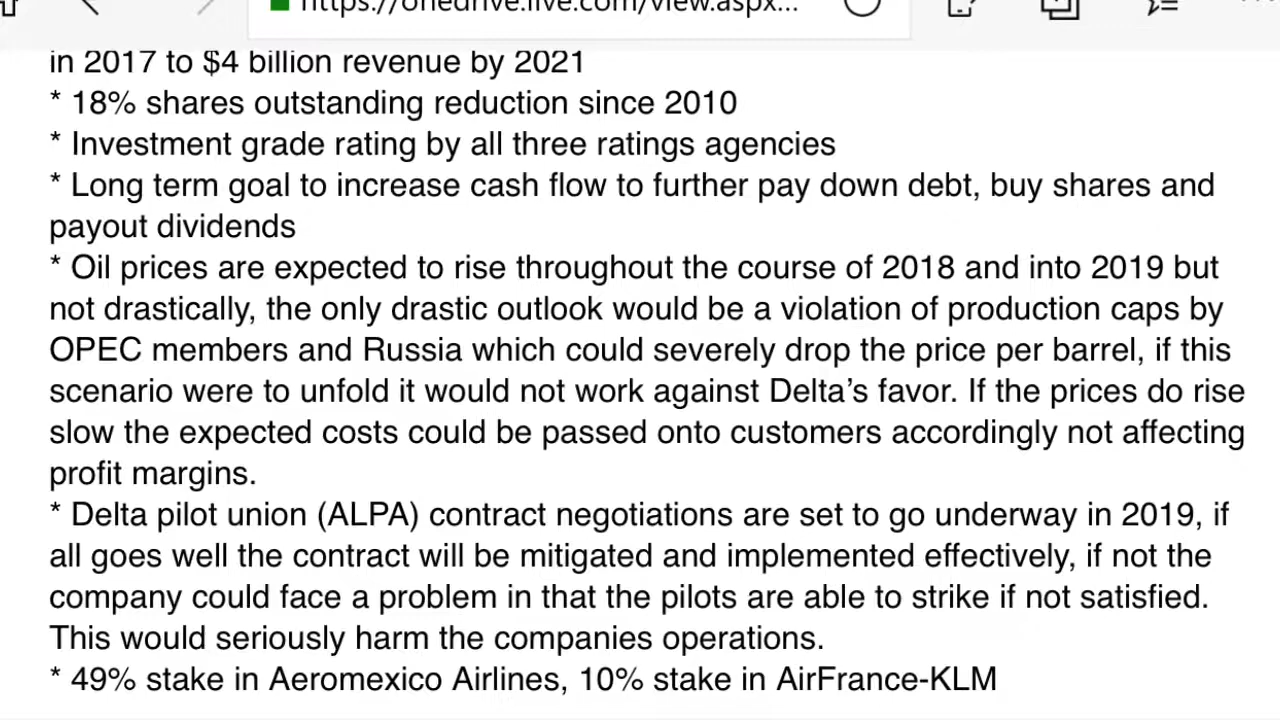 https://onedrive.live.com/view.aspx...
in 2017 to $4 billion revenue by 2021
* 18% shares outstanding reduction since 2010
* Investment grade rating by all three ratings agencies
* Long term goal to increase cash flow to further pay down debt, buy shares and
payout dividends
* Oil prices are expected to rise throughout the course of 2018 and into 2019 but
not drastically, the only drastic outlook would be a violation of production caps by
OPEC members and Russia which could severely drop the price per barrel, if this
scenario were to unfold it would not work against Delta’s favor. If the prices do rise
slow the expected costs could be passed onto customers accordingly not affecting
profit margins.
* Delta pilot union (ALPA) contract negotiations are set to go underway in 2019, if
all goes well the contract will be mitigated and implemented effectively, if not the
company could face a problem in that the pilots are able to strike if not satisfied.
This would seriously harm the companies operations.
* 49% stake in Aeromexico Airlines, 10% stake in AirFrance-KLM